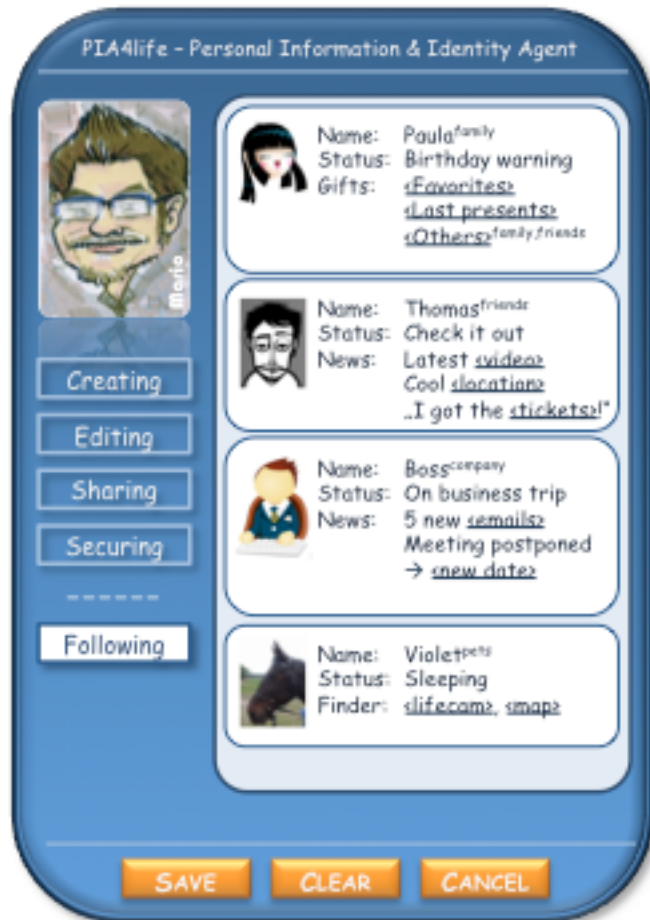 PIA4life – Personal Information & Identity Agent
Mario
Creating
Editing
Sharing
Securing
------
Following
Name: Paula family
Status: Birthday warning
Gifts: <Favorites>
<Last presents>
<Others> family,friends
Name: Thomas friends
Status: Check it out
News: Latest <video>
Cool <location>
„I got the <tickets>!“
Name: Boss company
Status: On business trip
News: 5 new <emails>
Meeting postponed
→ <new date>
Name: Violet pets
Status: Sleeping
Finder: <lifecam>, <map>
SAVE
CLEAR
CANCEL